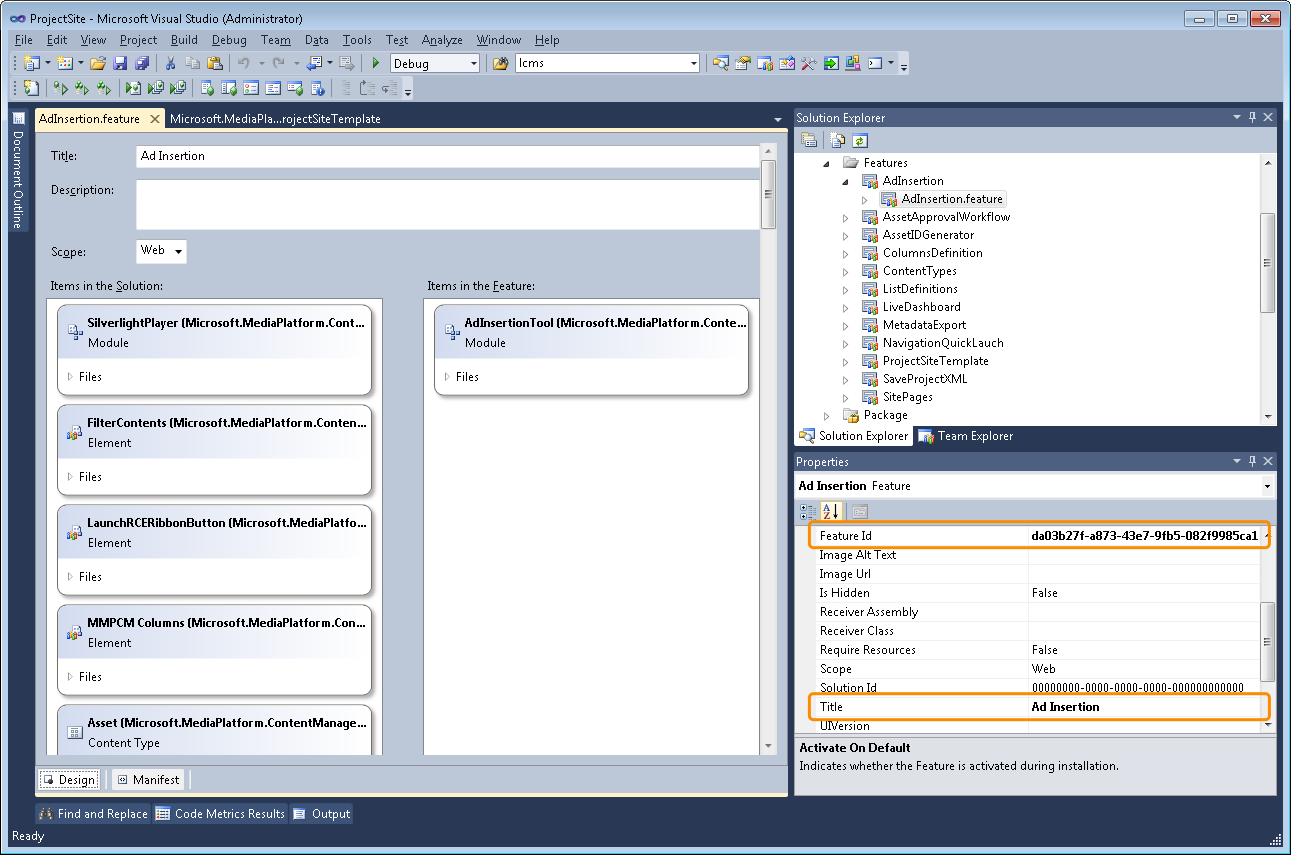 ProjectSite - Microsoft Visual Studio (Administrator)
File Edit View Project Build Debug Team Data Tools Test Analyze Window Help
Debug lcms
Document Outline
AdInsertion.feature Microsoft.MediaPla...rojectSiteTemplate
Title: Ad Insertion
Description:
Scope: Web
Items in the Solution:
SilverlightPlayer (Microsoft.MediaPlatform.Cont...
Module
Files
FilterContents (Microsoft.MediaPlatform.Conten...
Element
Files
LaunchRCERibbonButton (Microsoft.MediaPlatfo...
Element
Files
MMPCM Columns (Microsoft.MediaPlatform.Con...
Element
Files
Asset (Microsoft.MediaPlatform.ContentManage...
Content Type
Items in the Feature:
AdInsertionTool (Microsoft.MediaPlatform.Conte...
Module
Files
Design Manifest
Solution Explorer
Features
AdInsertion
AdInsertion.feature
AssetApprovalWorkflow
AssetIDGenerator
ColumnsDefinition
ContentTypes
ListDefinitions
LiveDashboard
MetadataExport
NavigationQuickLauch
ProjectSiteTemplate
SaveProjectXML
SitePages
Package
Solution Explorer Team Explorer
Properties
Ad Insertion Feature
Feature Id da03b27f-a873-43e7-9fb5-082f9985ca1
Image Alt Text
Image Url
Is Hidden False
Receiver Assembly
Receiver Class
Require Resources False
Scope Web
Solution Id 00000000-0000-0000-0000-000000000000
Title Ad Insertion
UIVersion
Activate On Default
Indicates whether the Feature is activated during installation.
Find and Replace Code Metrics Results Output
Ready